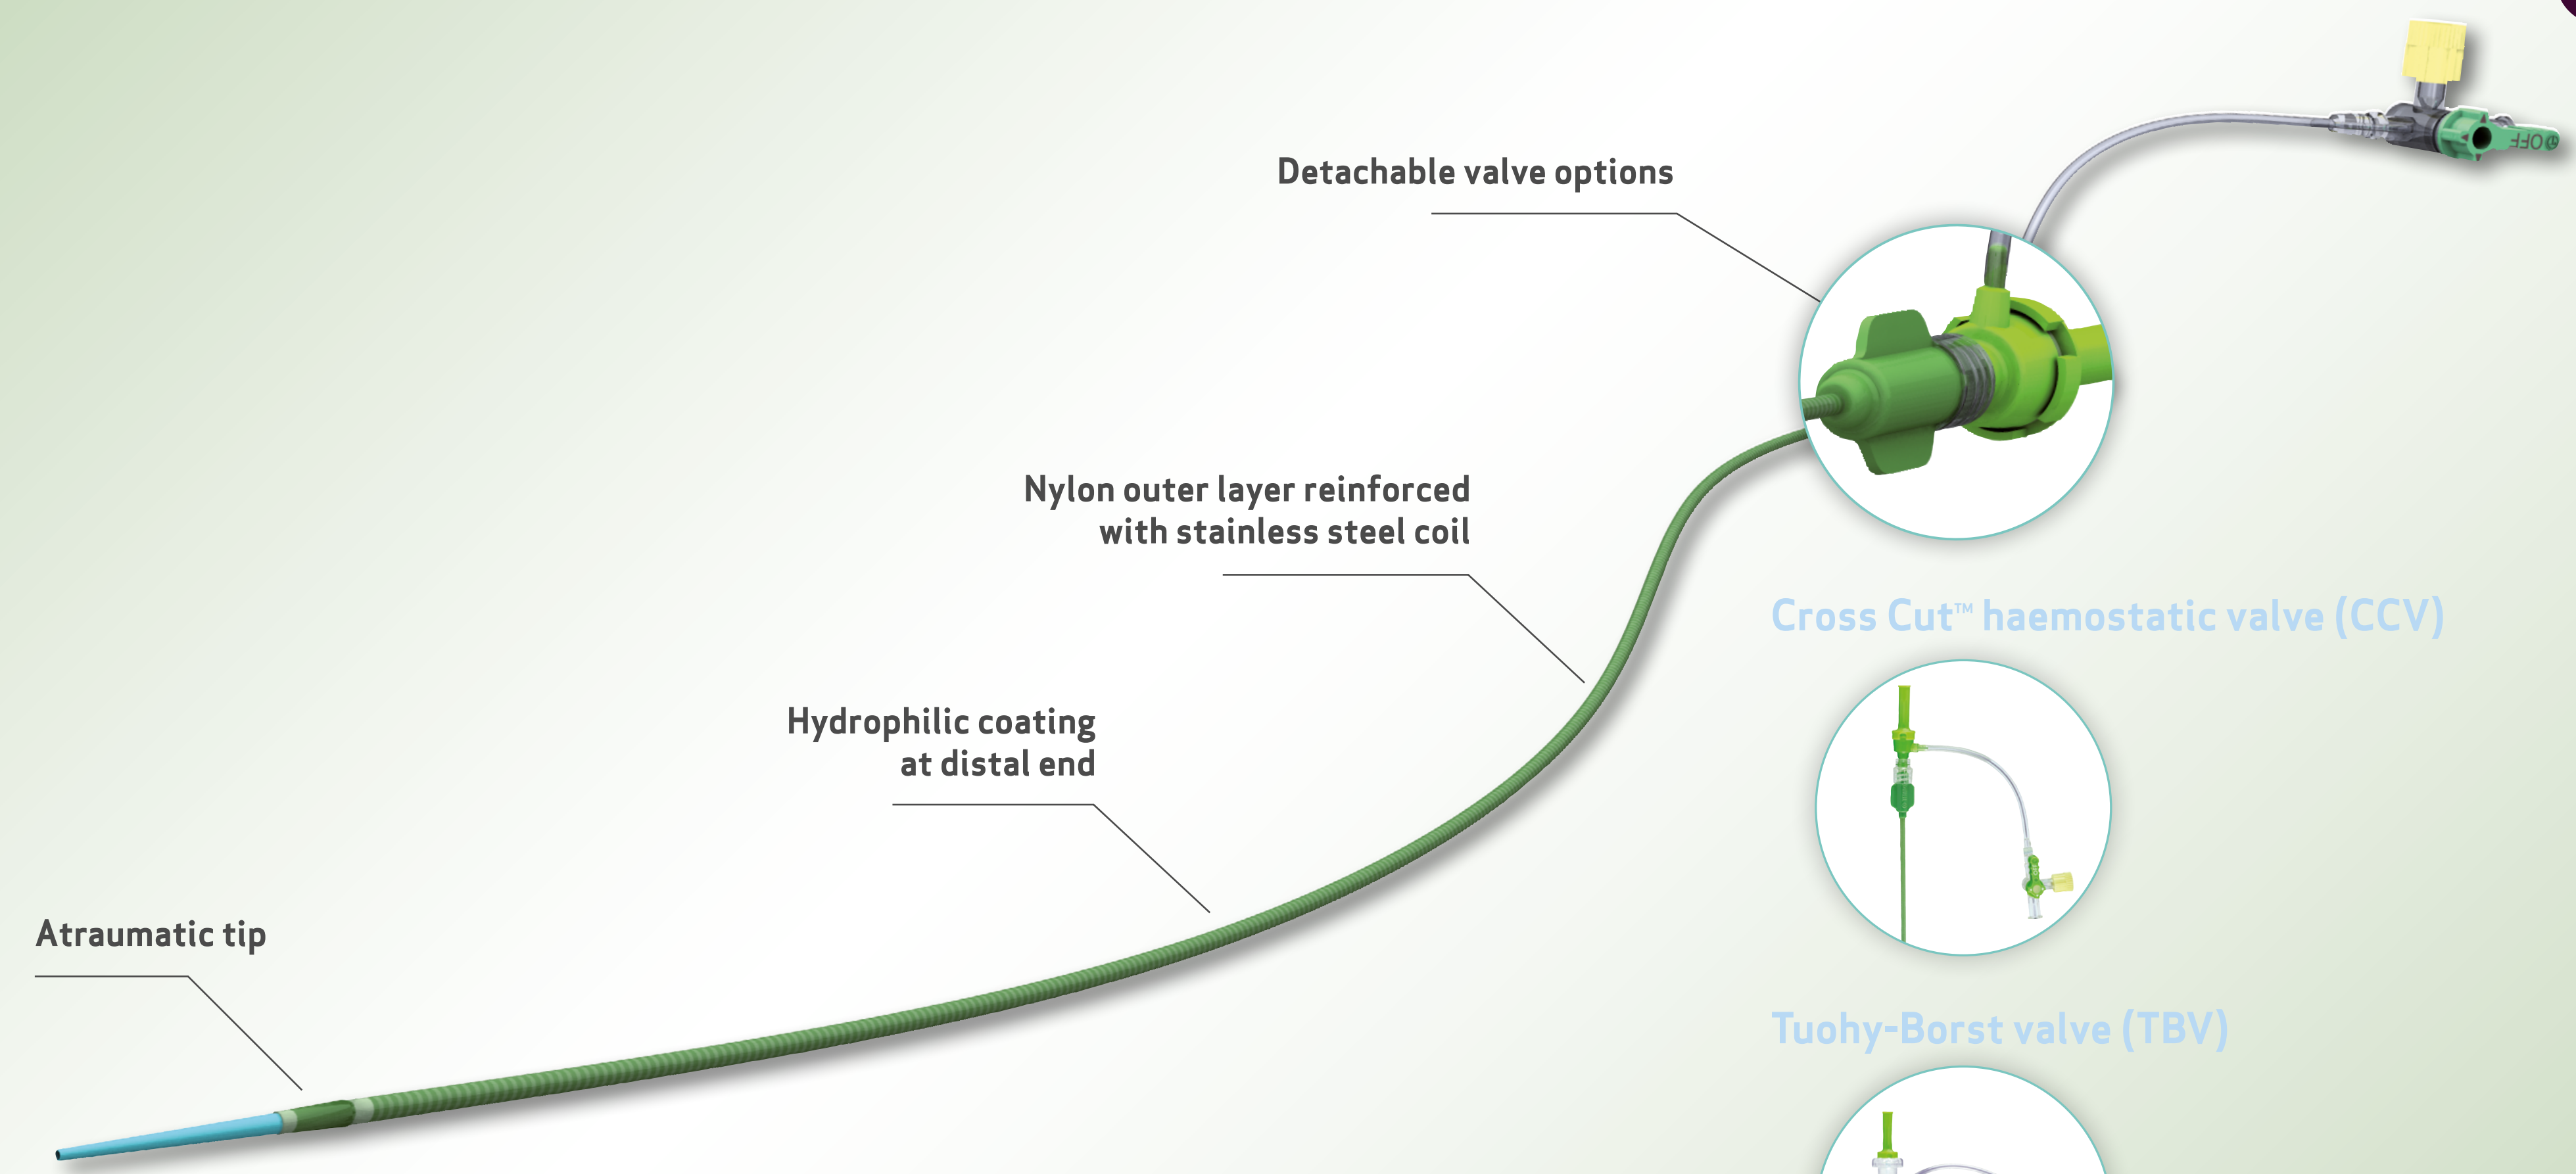 Detachable valve options
OFF
Nylon outer layer reinforced
with stainless steel coil
Cross Cut™ haemostatic valve (CCV)
Hydrophilic coating
at distal end
Atraumatic tip
Tuohy-Borst valve (TBV)